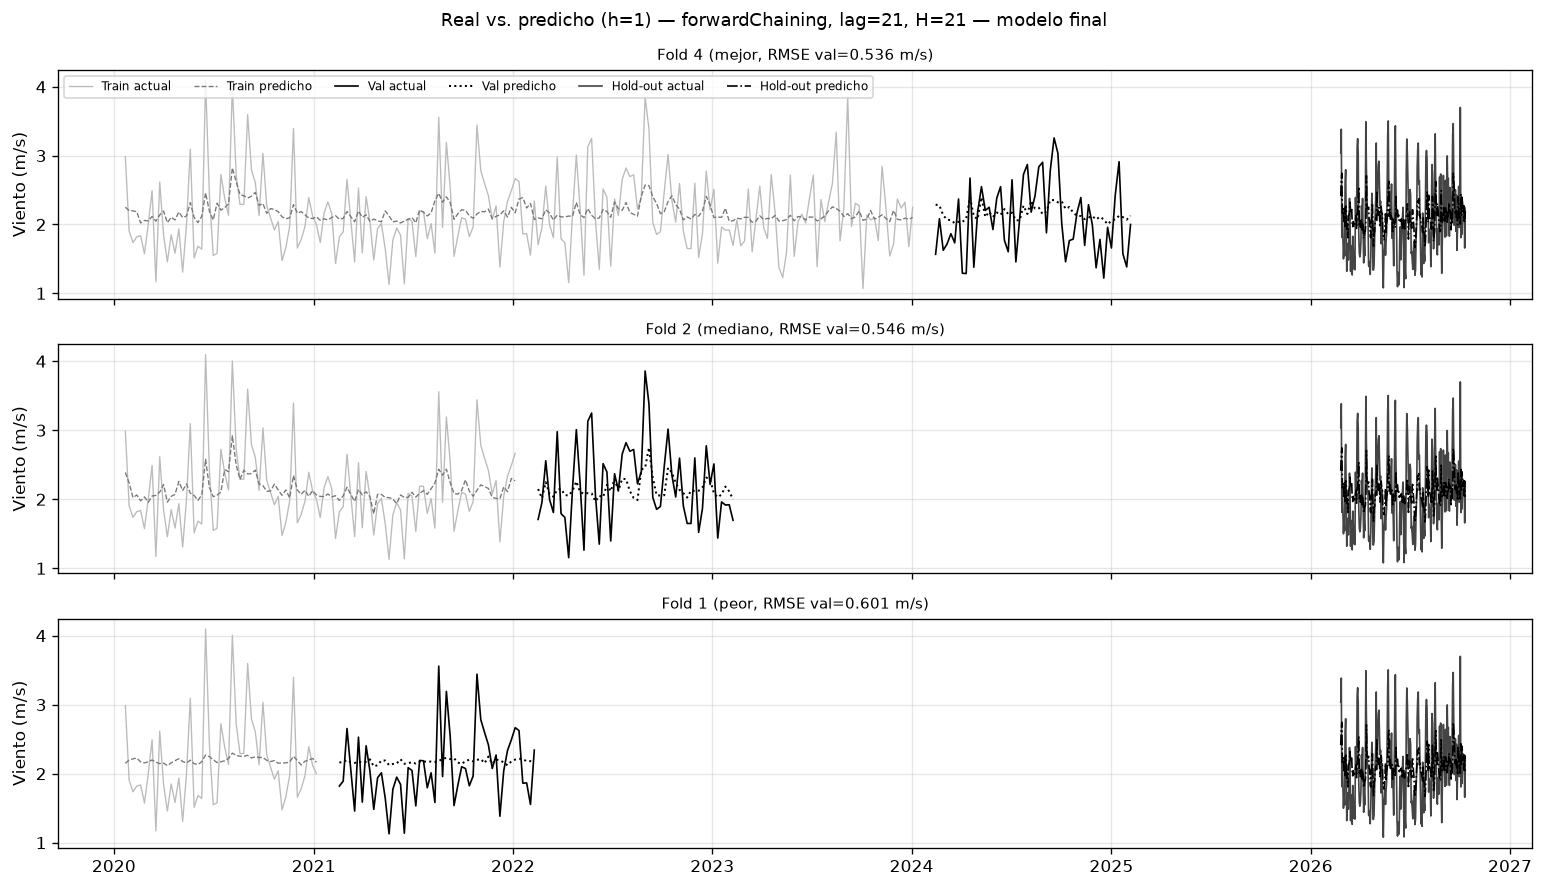 Real vs. predicho (h=1) — forwardChaining, lag=21, H=21 — modelo final
Fold 4 (mejor, RMSE val=0.536 m/s)
Train actual Train predicho Val actual Val predicho Hold-out actual Hold-out predicho
Viento (m/s)
4
3
2
1
Fold 2 (mediano, RMSE val=0.546 m/s)
Viento (m/s)
4
3
2
1
Fold 1 (peor, RMSE val=0.601 m/s)
Viento (m/s)
4
3
2
1
2020 2021 2022 2023 2024 2025 2026 2027